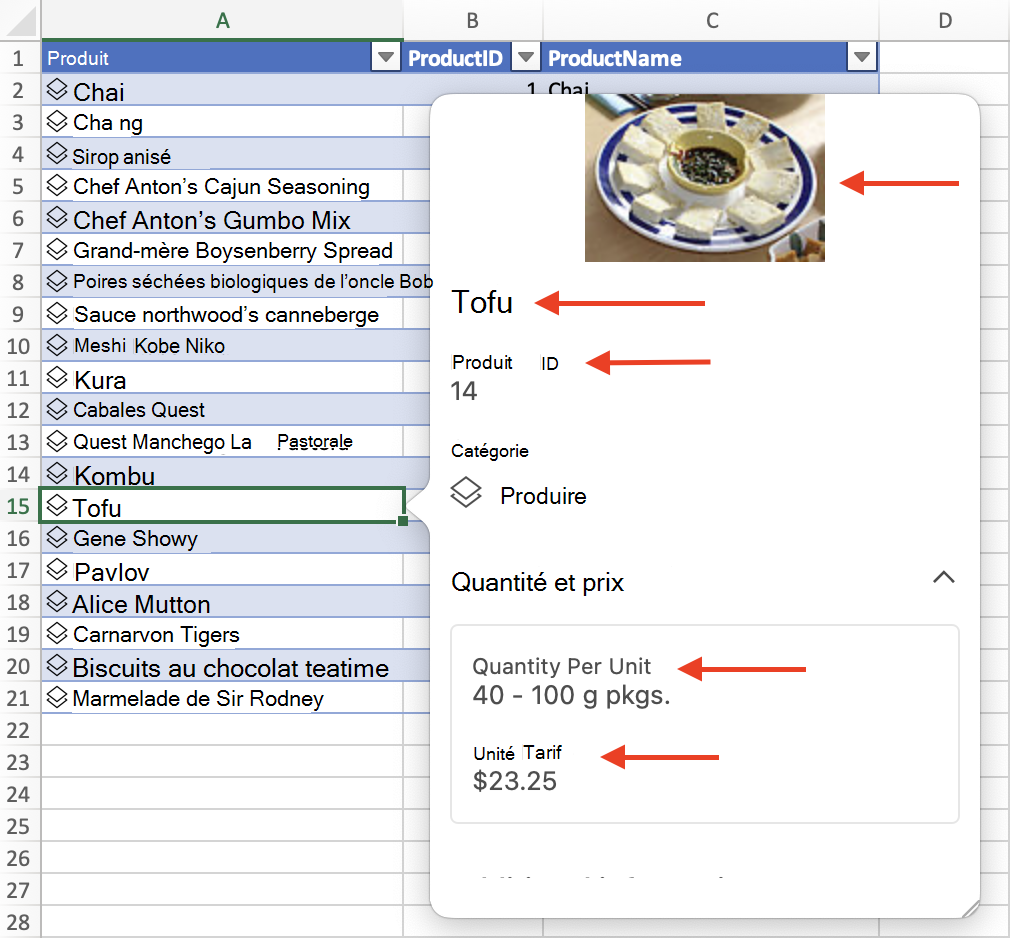 A B C D
1 Produit ProductID ProductName
2 Chai 1 Chai
3 Cha ng
4 Sirop anisé
5 Chef Anton’s Cajun Seasoning
6 Chef Anton’s Gumbo Mix
7 Grand-mère Boysenberry Spread
8 Poires séchées biologiques de l’oncle Bob
9 Sauce northwood’s canneberge
10 Meshi Kobe Niko
11 Kura
12 Cabales Quest
13 Quest Manchego La Pastorale
14 Kombu
15 Tofu
16 Gene Showy
17 Pavlov
18 Alice Mutton
19 Carnarvon Tigers
20 Biscuits au chocolat teatime
21 Marmelade de Sir Rodney
22
23
24
25
26
27
28
Tofu
Produit ID
14
Catégorie
Produire
Quantité et prix
Quantity Per Unit
40 - 100 g pkgs.
Unité Tarif
$23.25